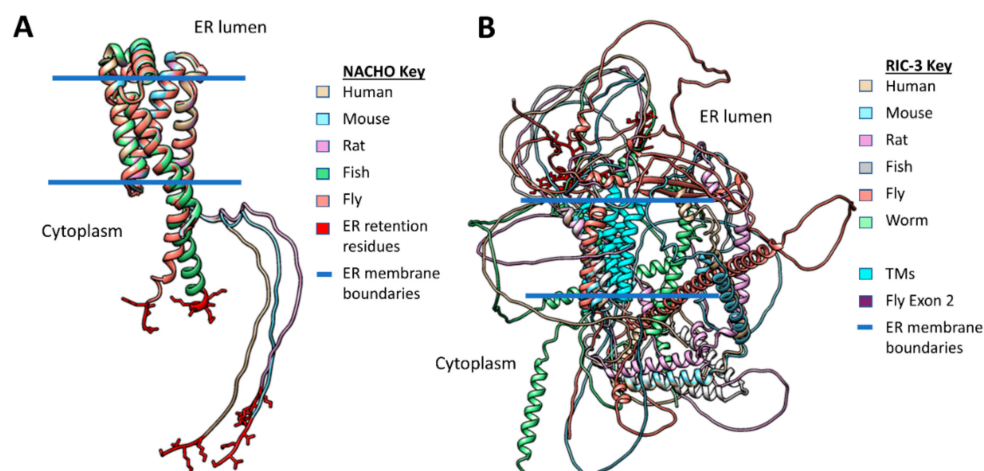 A
ER lumen
NACHO Key
Human
Mouse
Rat
Fish
Fly
ER retention
residues
ER membrane
boundaries
Cytoplasm
B
ER lumen
RIC-3 Key
Human
Mouse
Rat
Fish
Fly
Worm
TMs
Fly Exon 2
ER membrane
boundaries
Cytoplasm